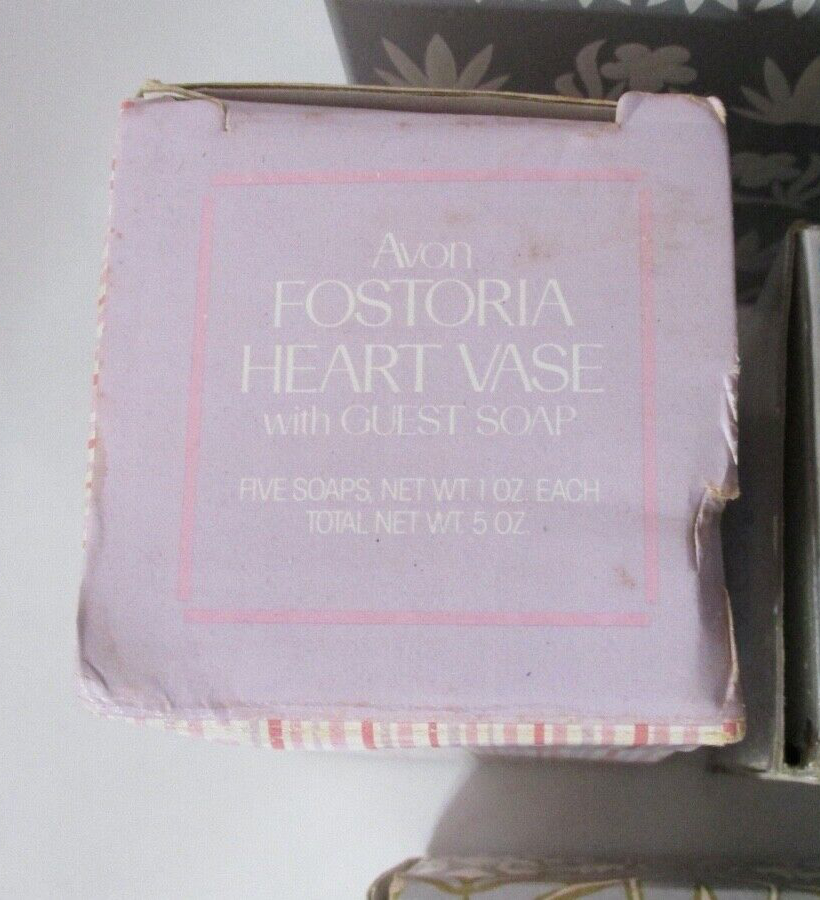 Avon
FOSTORIA
HEART VASE
with GUEST SOAP
FIVE SOAPS, NET WT. 1 OZ. EACH
TOTAL NET WT. 5 OZ.